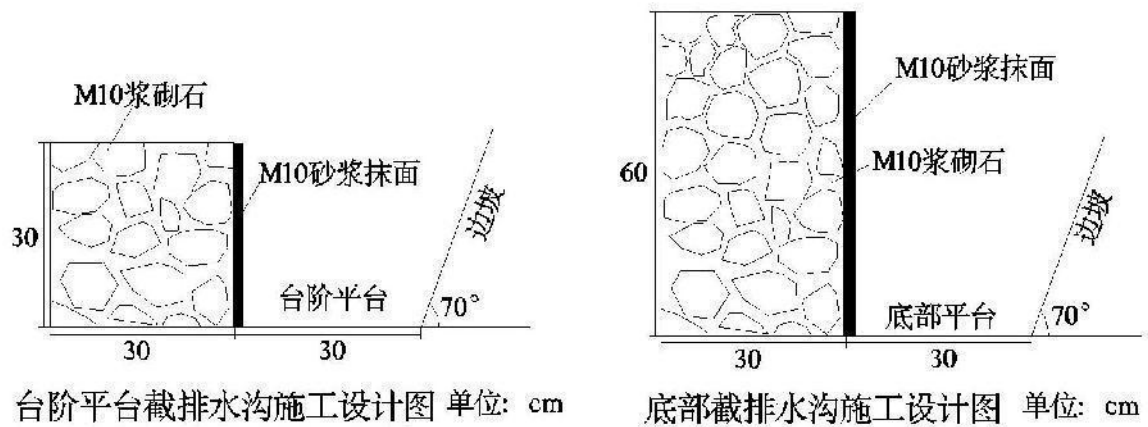 M10浆砌石
M10砂浆抹面
30
边坡
台阶平台
70°
30
30
台阶平台截排水沟施工设计图 单位: cm
M10砂浆抹面
M10浆砌石
60
边坡
底部平台
70°
30
30
底部截排水沟施工设计图 单位: cm